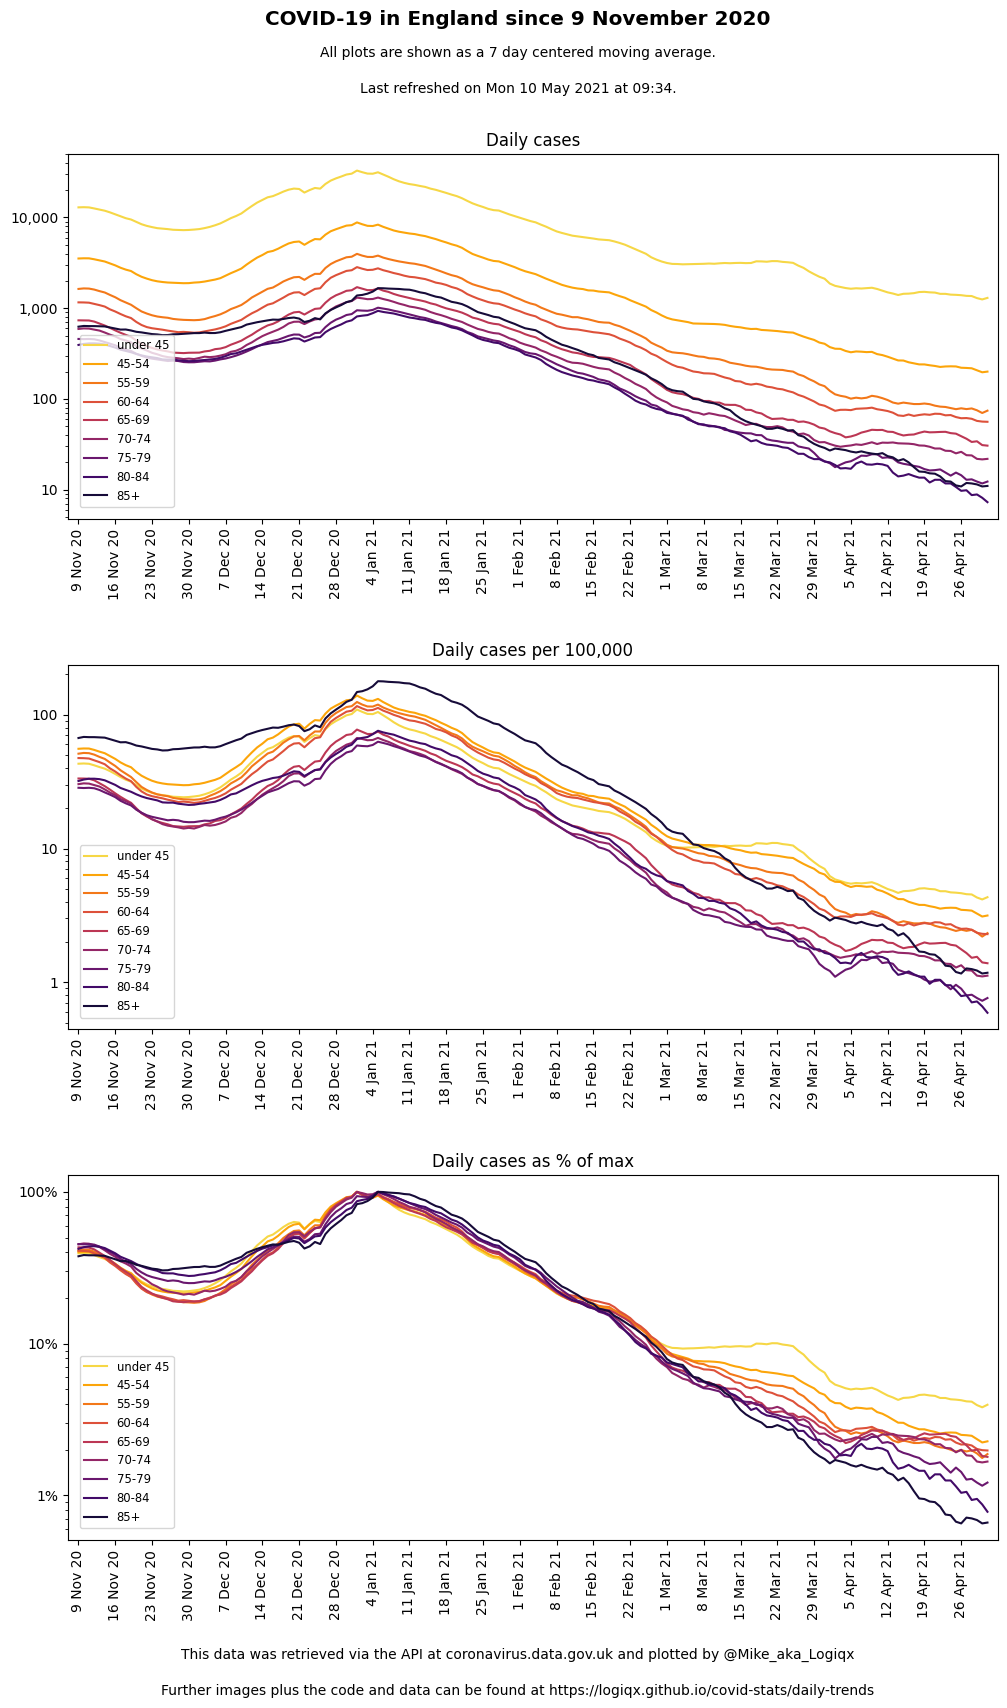 COVID-19 in England since 9 November 2020
All plots are shown as a 7 day centered moving average.
Last refreshed on Mon 10 May 2021 at 09:34.
Daily cases
10,000
1,000
100
10
under 45
45-54
55-59
60-64
65-69
70-74
75-79
80-84
85+
9 Nov 20
16 Nov 20
23 Nov 20
30 Nov 20
7 Dec 20
14 Dec 20
21 Dec 20
28 Dec 20
4 Jan 21
11 Jan 21
18 Jan 21
25 Jan 21
1 Feb 21
8 Feb 21
15 Feb 21
22 Feb 21
1 Mar 21
8 Mar 21
15 Mar 21
22 Mar 21
29 Mar 21
5 Apr 21
12 Apr 21
19 Apr 21
26 Apr 21
Daily cases per 100,000
100
10
1
under 45
45-54
55-59
60-64
65-69
70-74
75-79
80-84
85+
9 Nov 20
16 Nov 20
23 Nov 20
30 Nov 20
7 Dec 20
14 Dec 20
21 Dec 20
28 Dec 20
4 Jan 21
11 Jan 21
18 Jan 21
25 Jan 21
1 Feb 21
8 Feb 21
15 Feb 21
22 Feb 21
1 Mar 21
8 Mar 21
15 Mar 21
22 Mar 21
29 Mar 21
5 Apr 21
12 Apr 21
19 Apr 21
26 Apr 21
Daily cases as % of max
100%
10%
1%
under 45
45-54
55-59
60-64
65-69
70-74
75-79
80-84
85+
9 Nov 20
16 Nov 20
23 Nov 20
30 Nov 20
7 Dec 20
14 Dec 20
21 Dec 20
28 Dec 20
4 Jan 21
11 Jan 21
18 Jan 21
25 Jan 21
1 Feb 21
8 Feb 21
15 Feb 21
22 Feb 21
1 Mar 21
8 Mar 21
15 Mar 21
22 Mar 21
29 Mar 21
5 Apr 21
12 Apr 21
19 Apr 21
26 Apr 21
This data was retrieved via the API at coronavirus.data.gov.uk and plotted by @Mike_aka_Logiqx
Further images plus the code and data can be found at https://logiqx.github.io/covid-stats/daily-trends